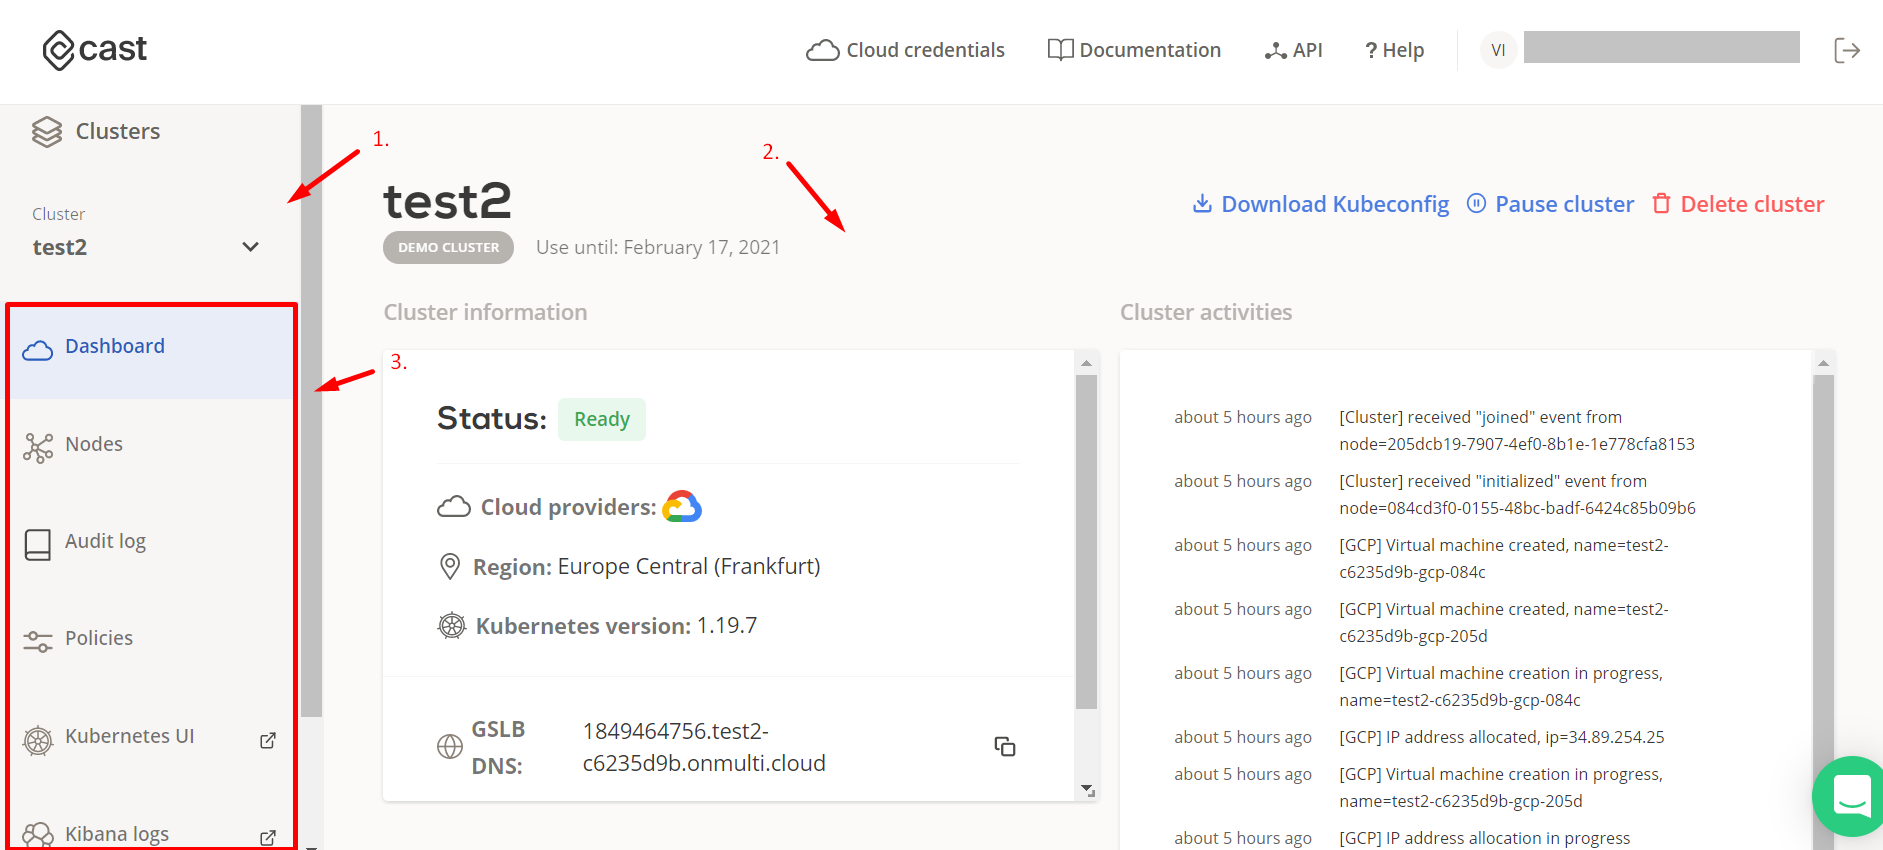 cast
Cloud credentials
Documentation
API
? Help
VI
Clusters
Cluster
test2
Dashboard
Nodes
Audit log
Policies
Kubernetes UI
Kibana logs
1.
2.
3.
test2
DEMO CLUSTER
Use until: February 17, 2021
Download Kubeconfig
Pause cluster
Delete cluster
Cluster information
Status: Ready
Cloud providers:
Region: Europe Central (Frankfurt)
Kubernetes version: 1.19.7
GSLB
DNS:
1849464756.test2-
c6235d9b.onmulti.cloud
Cluster activities
about 5 hours ago [Cluster] received "joined" event from
node=205dcb19-7907-4ef0-8b1e-1e778cfa8153
about 5 hours ago [Cluster] received "initialized" event from
node=084cd3f0-0155-48bc-badf-6424c85b09b6
about 5 hours ago [GCP] Virtual machine created, name=test2-
c6235d9b-gcp-084c
about 5 hours ago [GCP] Virtual machine created, name=test2-
c6235d9b-gcp-205d
about 5 hours ago [GCP] Virtual machine creation in progress,
name=test2-c6235d9b-gcp-084c
about 5 hours ago [GCP] IP address allocated, ip=34.89.254.25
about 5 hours ago [GCP] Virtual machine creation in progress,
name=test2-c6235d9b-gcp-205d
about 5 hours ago [GCP] IP address allocation in progress